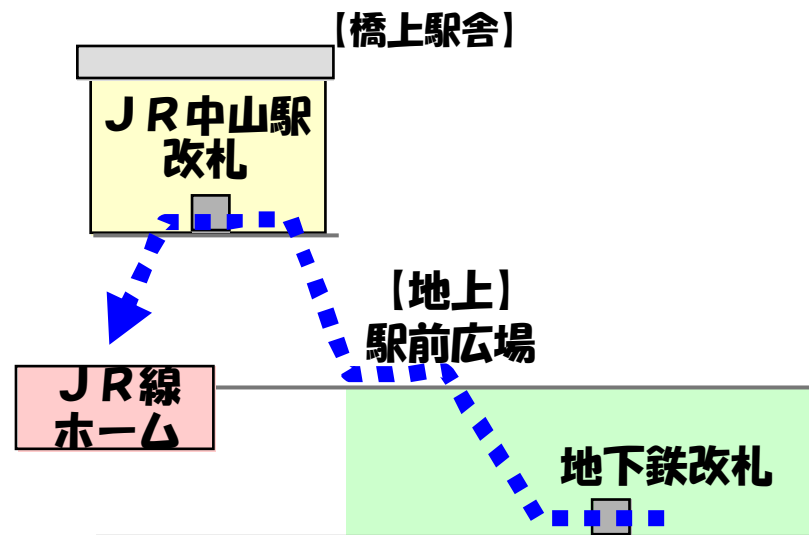 【橋上駅舎】
ＪＲ中山駅
改札
【地上】
駅前広場
ＪＲ線
ホーム
地下鉄改札